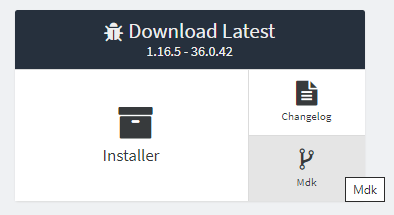 Download Latest
1.16.5 - 36.0.42
Installer
Changelog
Mdk
Mdk